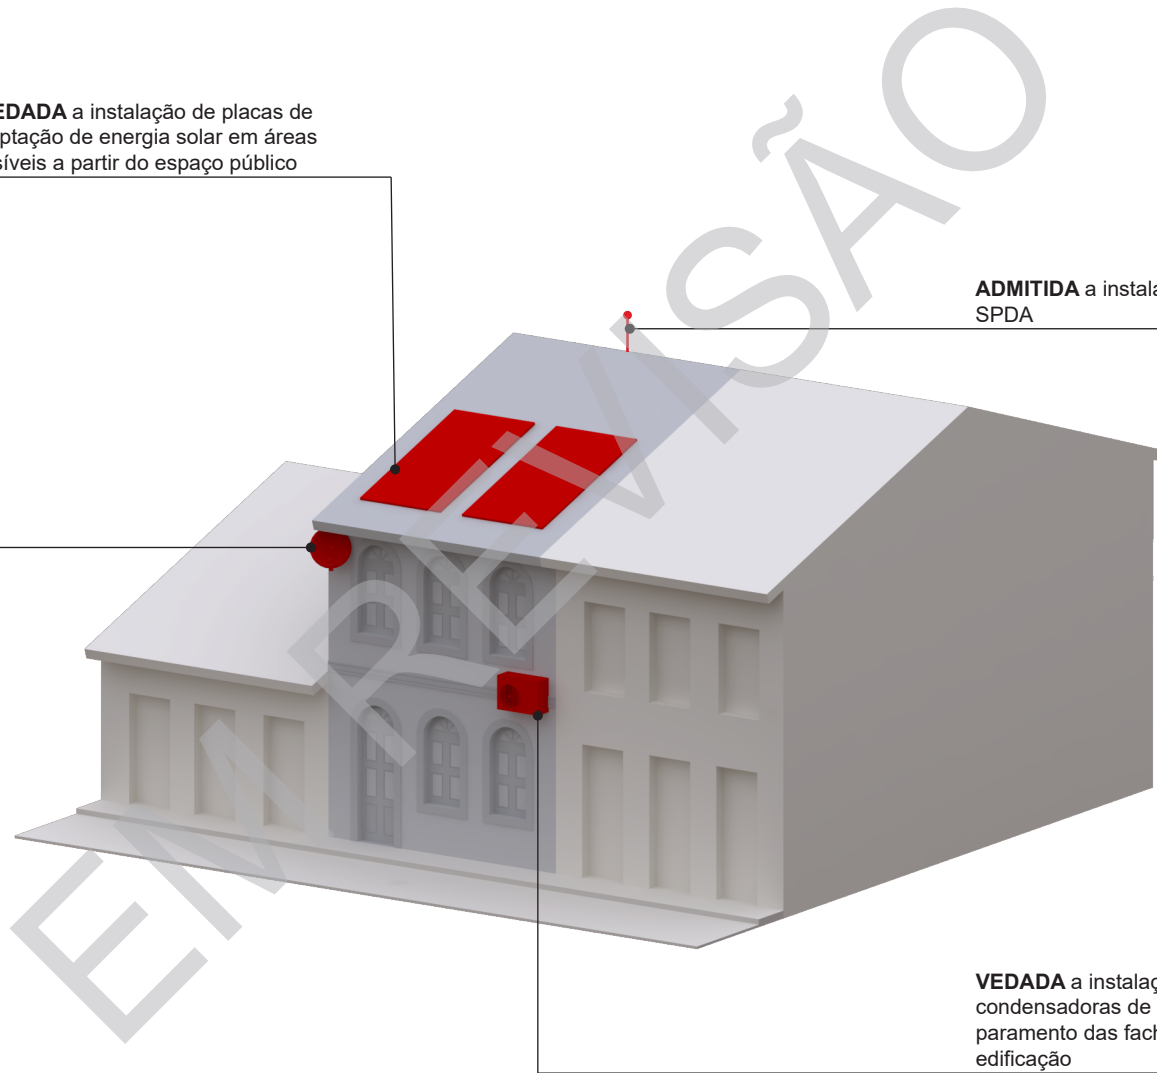 EDADA a instalação de placas de
ptação de energia solar em áreas
síveis a partir do espaço público
ADMITIDA a instala
SPDA
EM REVISÃO
VEDADA a instalaç
condensadoras de
paramento das fach
edificação